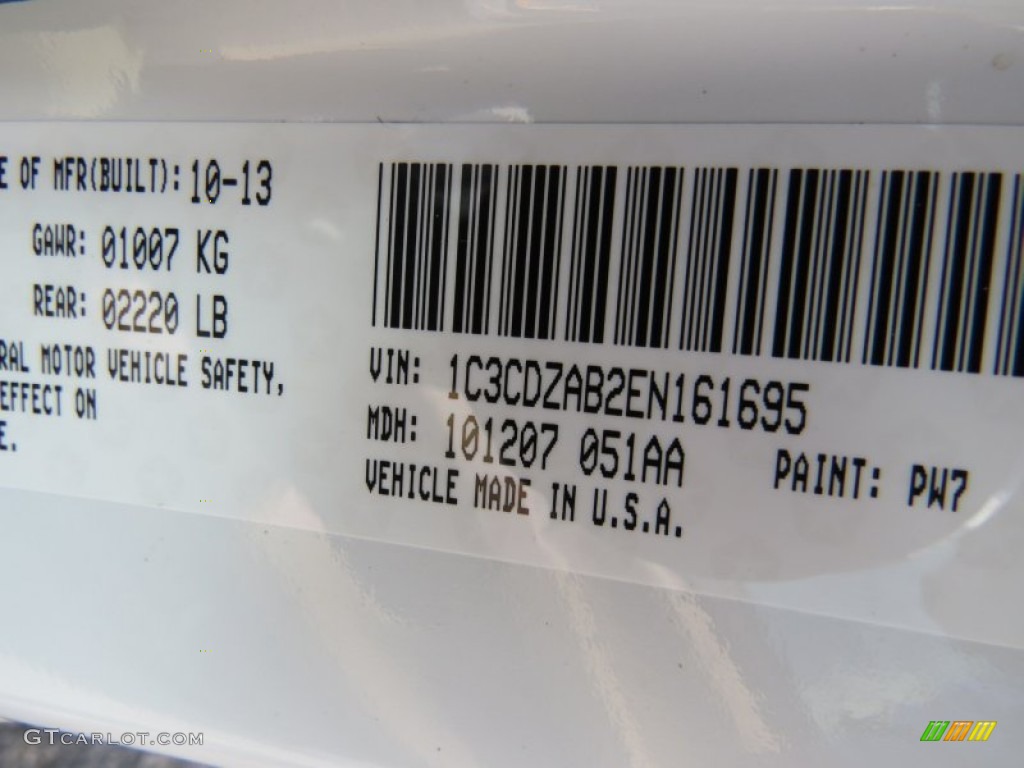 E OF MFR(BUILT): 10-13
GAWR: 01007 KG
REAR: 02220 LB
RAL MOTOR VEHICLE SAFETY,
EFFECT ON
E.
VIN: 1C3CDZAB2EN161695
MDH: 101207 051AA
PAINT: PW7
VEHICLE MADE IN U.S.A.
GTCARLOT.COM